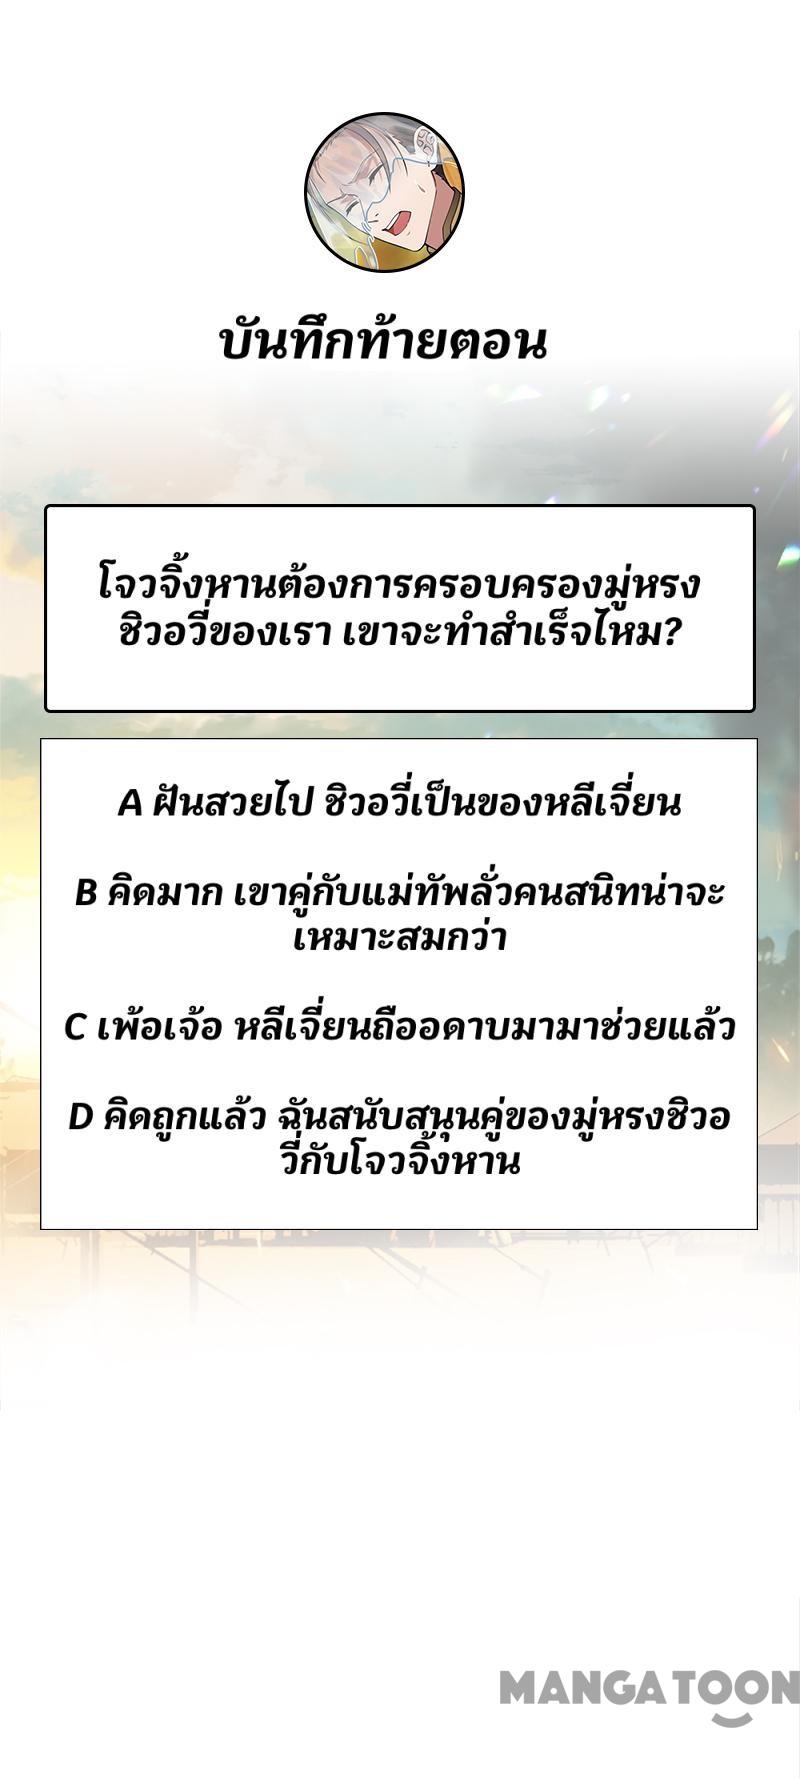 บันทึกท้ายตอน
โจวจิ้งหานต้องการครอบครองมู่หรง
ชิวอวี่ของเรา เขาจะทำสำเร็จไหม?
A ฝันสวยไป ชิวอวี่เป็นของหลีเจี่ยน
B คิดมาก เขาคู่กับแม่ทัพลั่วคนสนิทน่าจะ
เหมาะสมกว่า
C เพ้อเจ้อ หลีเจี่ยนถืออดาบมามาช่วยแล้ว
D คิดถูกแล้ว ฉันสนับสนุนคู่ของมู่หรงชิวอ
วี่กับโจวจิ้งหาน
MANGATOON